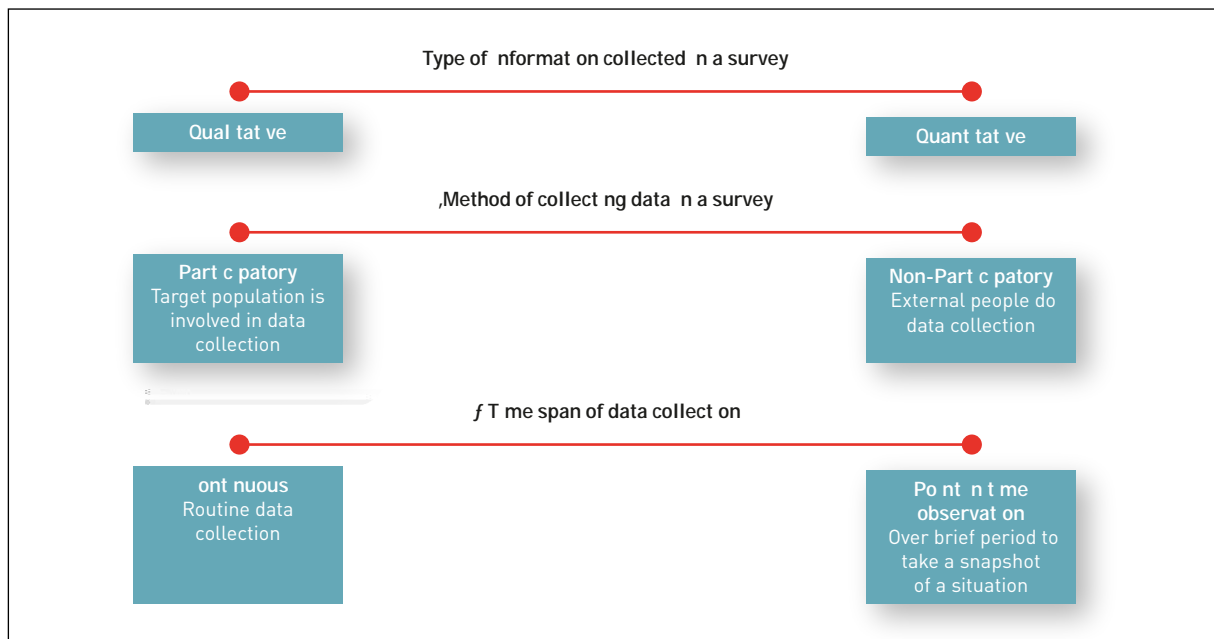 Type of nformat on collected n a survey
Qual tat ve
Quant tat ve
,Method of collect ng data n a survey
Part c patory
Target population is
involved in data
collection
Non-Part c patory
External people do
data collection
ƒ T me span of data collect on
ont nuous
Routine data
collection
Po nt n t me
observat on
Over brief period to
take a snapshot
of a situation